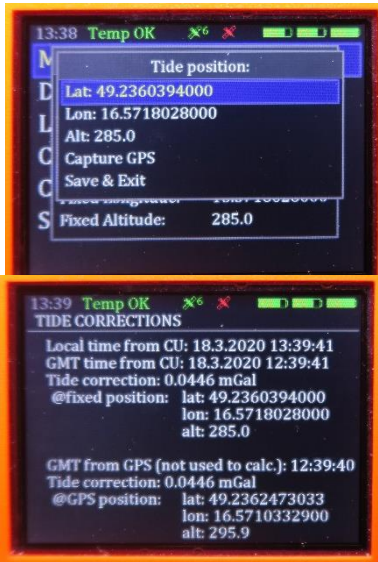 13:38 Temp OK 6
M
Tide position:
D
Lat: 49.2360394000
L
Lon: 16.5718028000
Alt: 285.0
C
Capture GPS
C
Save & Exit
S
Fixed Altitude: 285.0
13:39 Temp OK 6
TIDE CORRECTIONS
Local time from CU: 18.3.2020 13:39:41
GMT time from CU: 18.3.2020 12:39:41
Tide correction: 0.0446 mGal
@fixed position: lat: 49.2360394000
lon: 16.5718028000
alt: 285.0
GMT from GPS (not used to calc.): 12:39:40
Tide correction: 0.0446 mGal
@GPS position: lat: 49.2362473033
lon: 16.5710332900
alt: 295.9